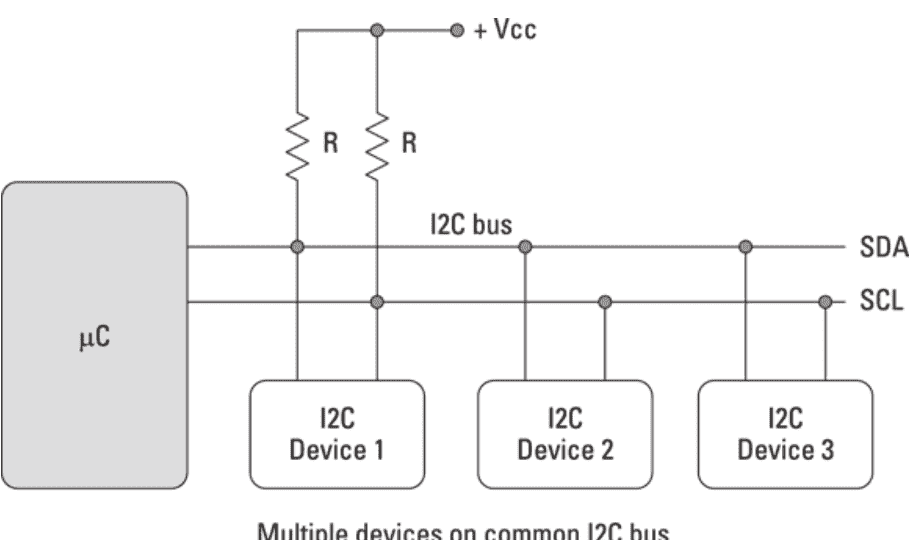 + Vcc
R
R
I2C bus
SDA
SCL
μC
I2C
Device 1
I2C
Device 2
I2C
Device 3
Multiple devices on common I2C bus